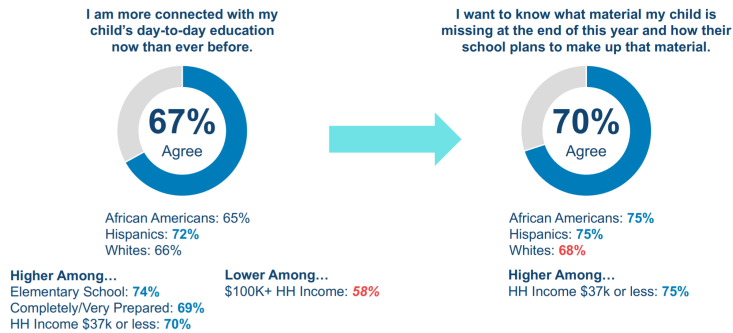 I am more connected with my
child's day-to-day education
now than ever before.
67%
Agree
African Americans: 65%
Hispanics: 72%
Whites: 66%
Higher Among…
Elementary School: 74%
Completely/Very Prepared: 69%
HH Income $37k or less: 70%
Lower Among…
$100K+ HH Income: 58%
I want to know what material my child is
missing at the end of this year and how their
school plans to make up that material.
70%
Agree
African Americans: 75%
Hispanics: 75%
Whites: 68%
Higher Among…
HH Income $37k or less: 75%